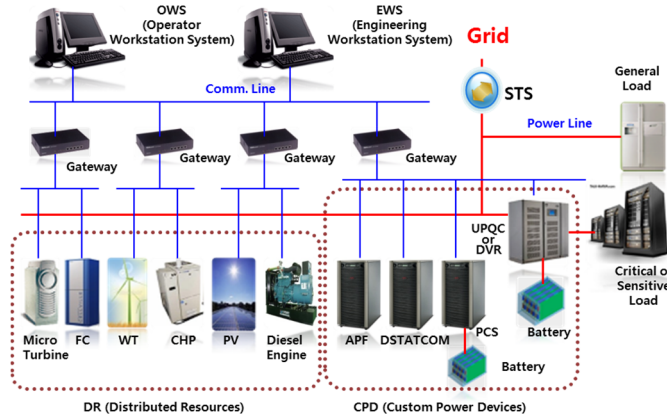 OWS
(Operator
Workstation System)
EWS
(Engineering
Workstation System)
Grid
STS
General
Load
Comm. Line
Power Line
Gateway
Gateway
Gateway
Gateway
UPQC
or
DVR
Critical or
Sensitive
Load
Micro
Turbine
FC
WT
CHP
PV
Diesel
Engine
APF
DSTATCOM
PCS
Battery
Battery
DR (Distributed Resources)
CPD (Custom Power Devices)